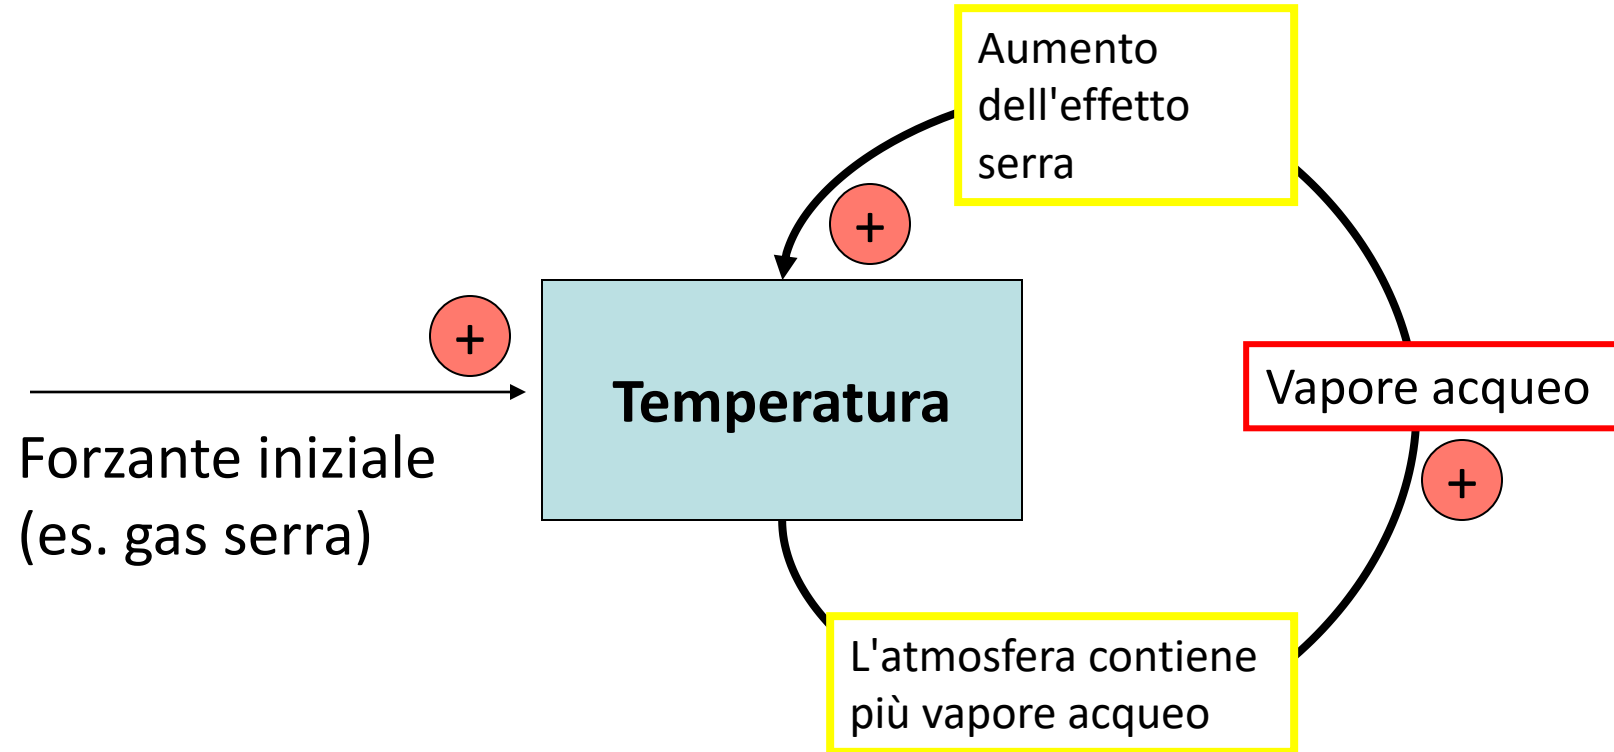 Aumento
dell'effetto
serra
+
+
Temperatura
Vapore acqueo
Forzante iniziale
(es. gas serra)
+
L'atmosfera contiene
più vapore acqueo